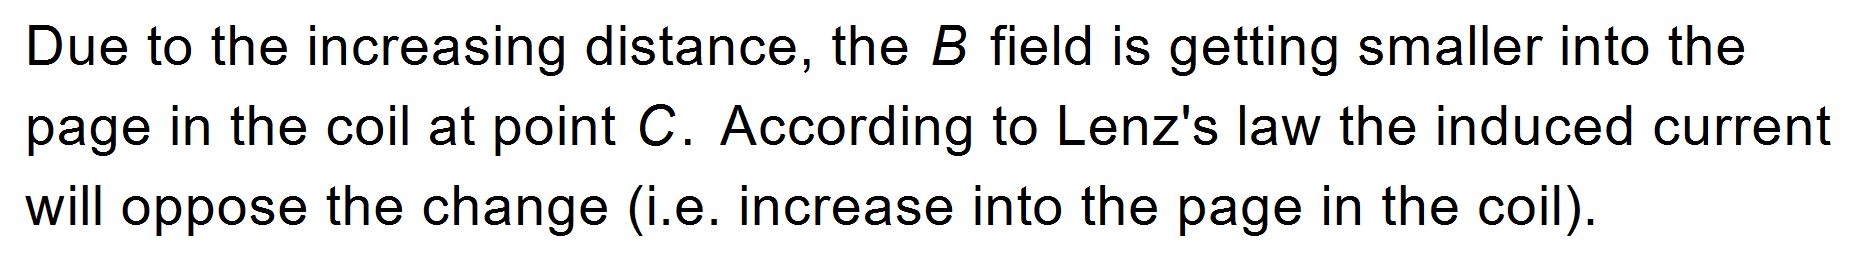 Due to the increasing distance, the B field is getting smaller into the
page in the coil at point C. According to Lenz's law the induced current
will oppose the change (i.e. increase into the page in the coil).